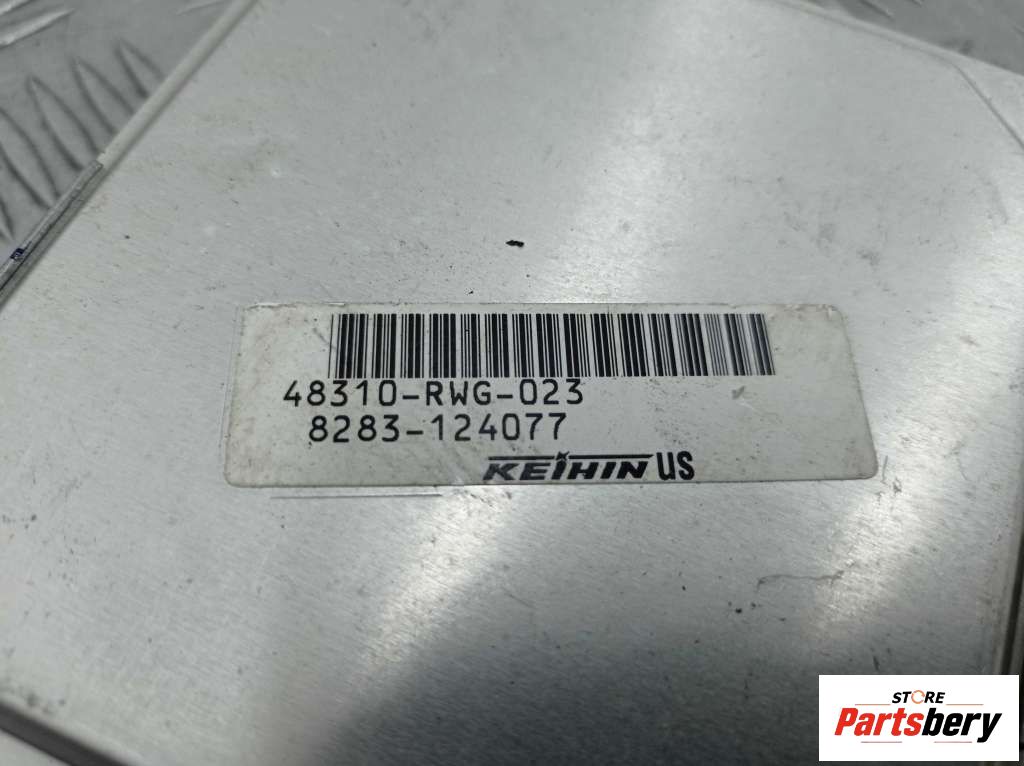 48310-RWG-023
8283-124077
KEIHIN US
STORE
Partsbery